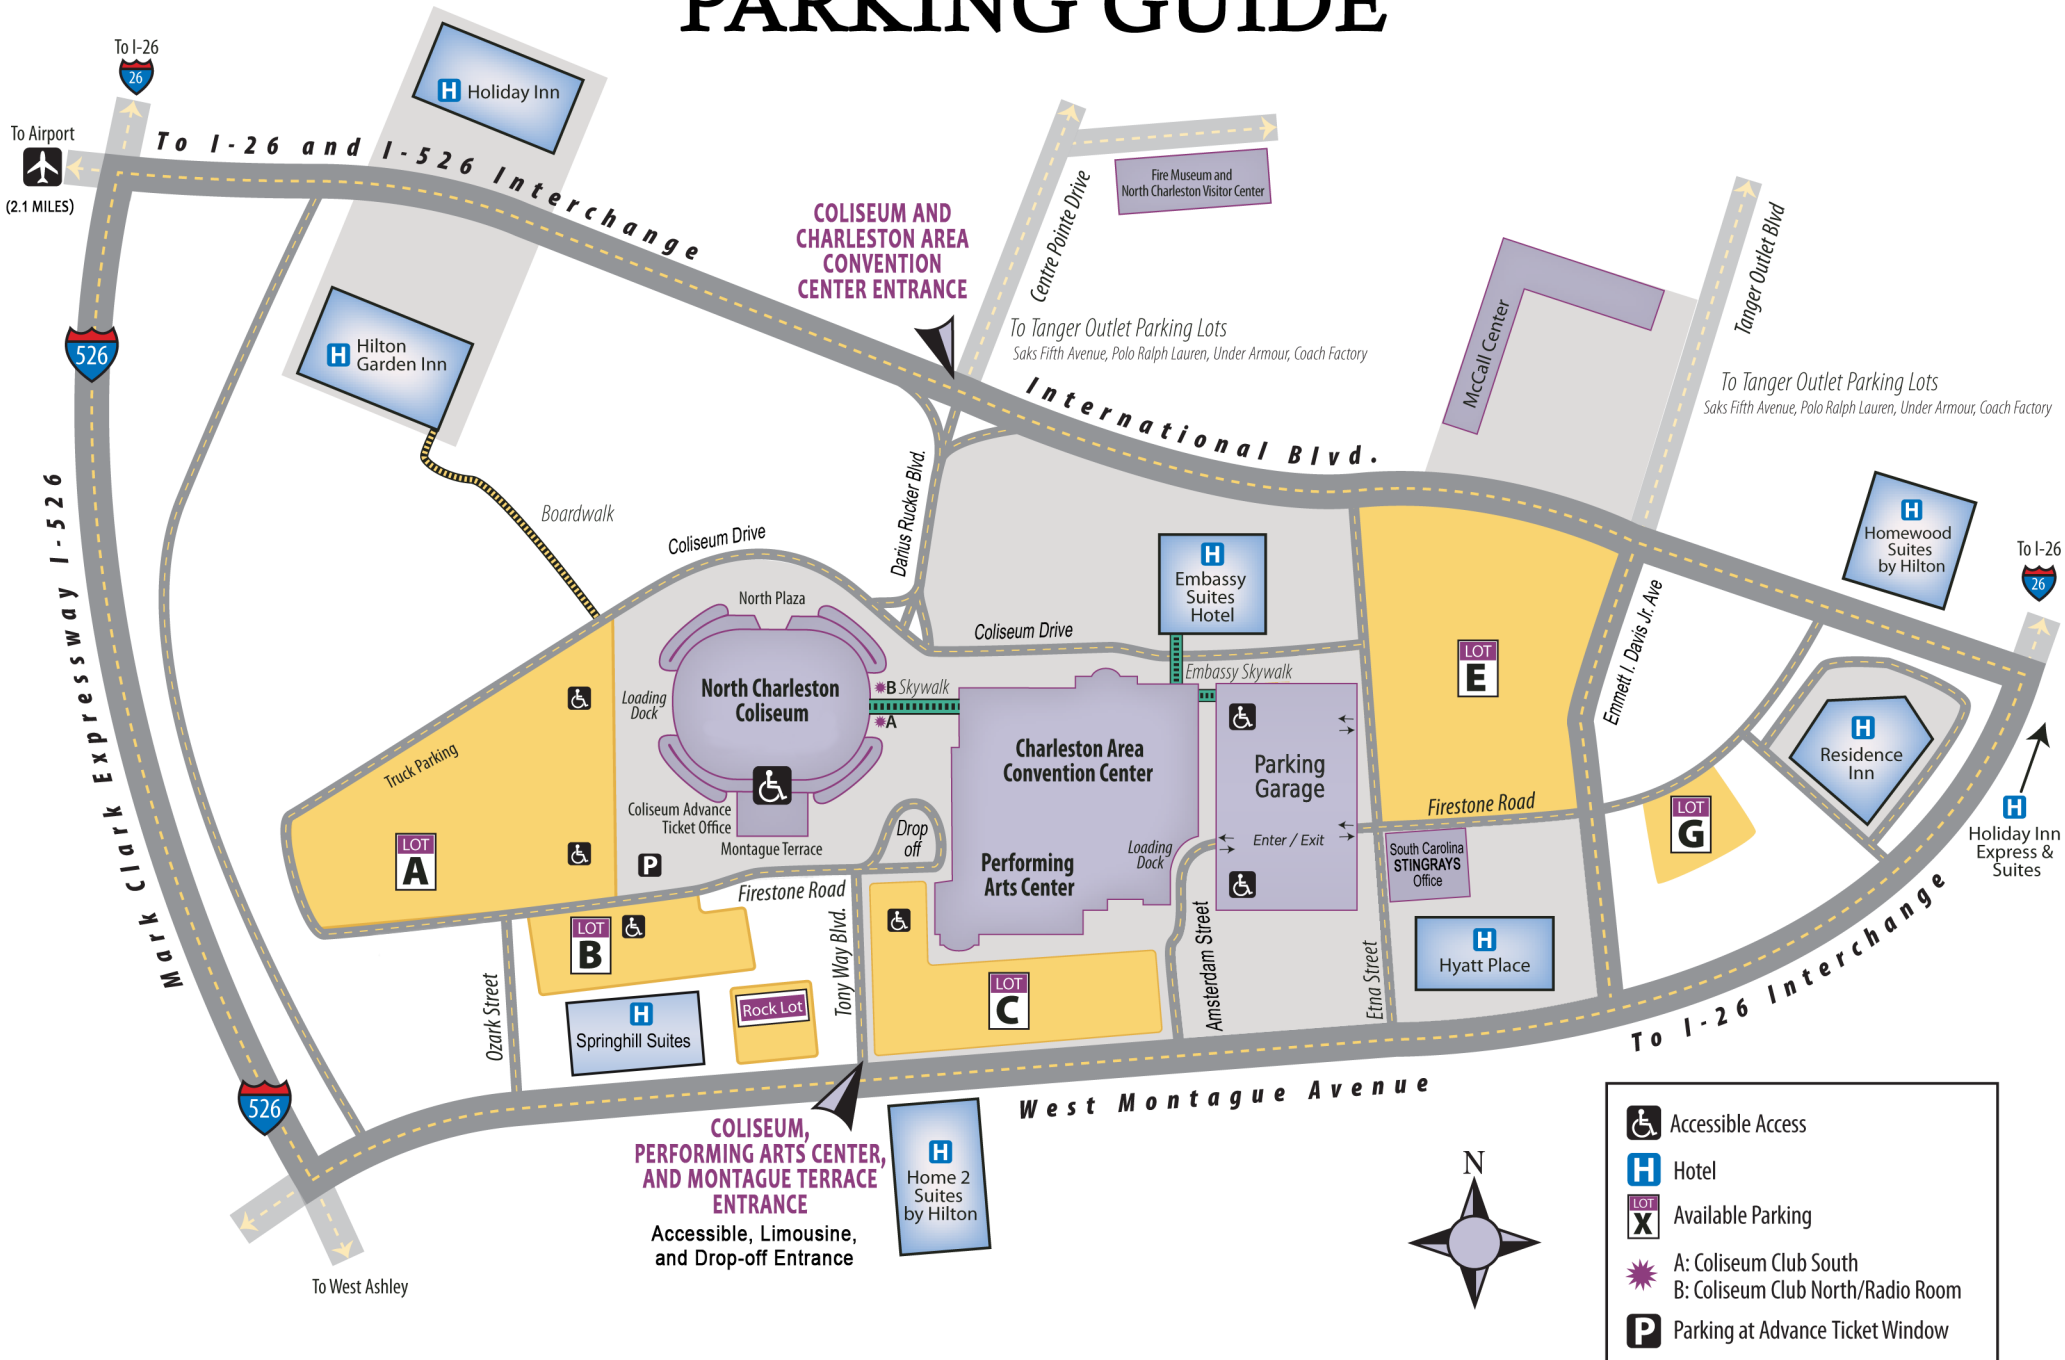 PARKING GUIDE
To I-26
26
To Airport
(2.1 MILES)
To I-26 and I-526 Interchange
H Holiday Inn
H Hilton
Garden Inn
526
Mark Clark Expressway I-526
526
To West Ashley
Boardwalk
COLISEUM AND
CHARLESTON AREA
CONVENTION
CENTER ENTRANCE
Centre Pointe Drive
Fire Museum and
North Charleston Visitor Center
To Tanger Outlet Parking Lots
Saks Fifth Avenue, Polo Ralph Lauren, Under Armour, Coach Factory
International Blvd.
McCall Center
Tanger Outlet Blvd
To Tanger Outlet Parking Lots
Saks Fifth Avenue, Polo Ralph Lauren, Under Armour, Coach Factory
H
Homewood
Suites
by Hilton
To I-26
26
Darius Rucker Blvd.
Coliseum Drive
North Plaza
Coliseum Drive
H
Embassy
Suites
Hotel
Embassy Skywalk
LOT
E
Emmett I. Davis Jr. Ave
H
Residence
Inn
H
Holiday Inn
Express &
Suites
Loading
Dock
North Charleston
Coliseum
B Skywalk
A
Charleston Area
Convention Center
Parking
Garage
Truck Parking
LOT
A
Coliseum Advance
Ticket Office
Montague Terrace
P
Drop
off
Performing
Arts Center
Loading
Dock
Enter / Exit
Firestone Road
South Carolina
STINGRAYS
Office
LOT
G
Firestone Road
LOT
B
Tony Way Blvd.
LOT
C
Amsterdam Street
Etna Street
H
Hyatt Place
Ozark Street
H
Springhill Suites
Rock Lot
West Montague Avenue
To I-26 Interchange
COLISEUM,
PERFORMING ARTS CENTER,
AND MONTAGUE TERRACE
ENTRANCE
Accessible, Limousine,
and Drop-off Entrance
H
Home 2
Suites
by Hilton
N
Accessible Access
H Hotel
LOT
X Available Parking
A: Coliseum Club South
B: Coliseum Club North/Radio Room
P Parking at Advance Ticket Window